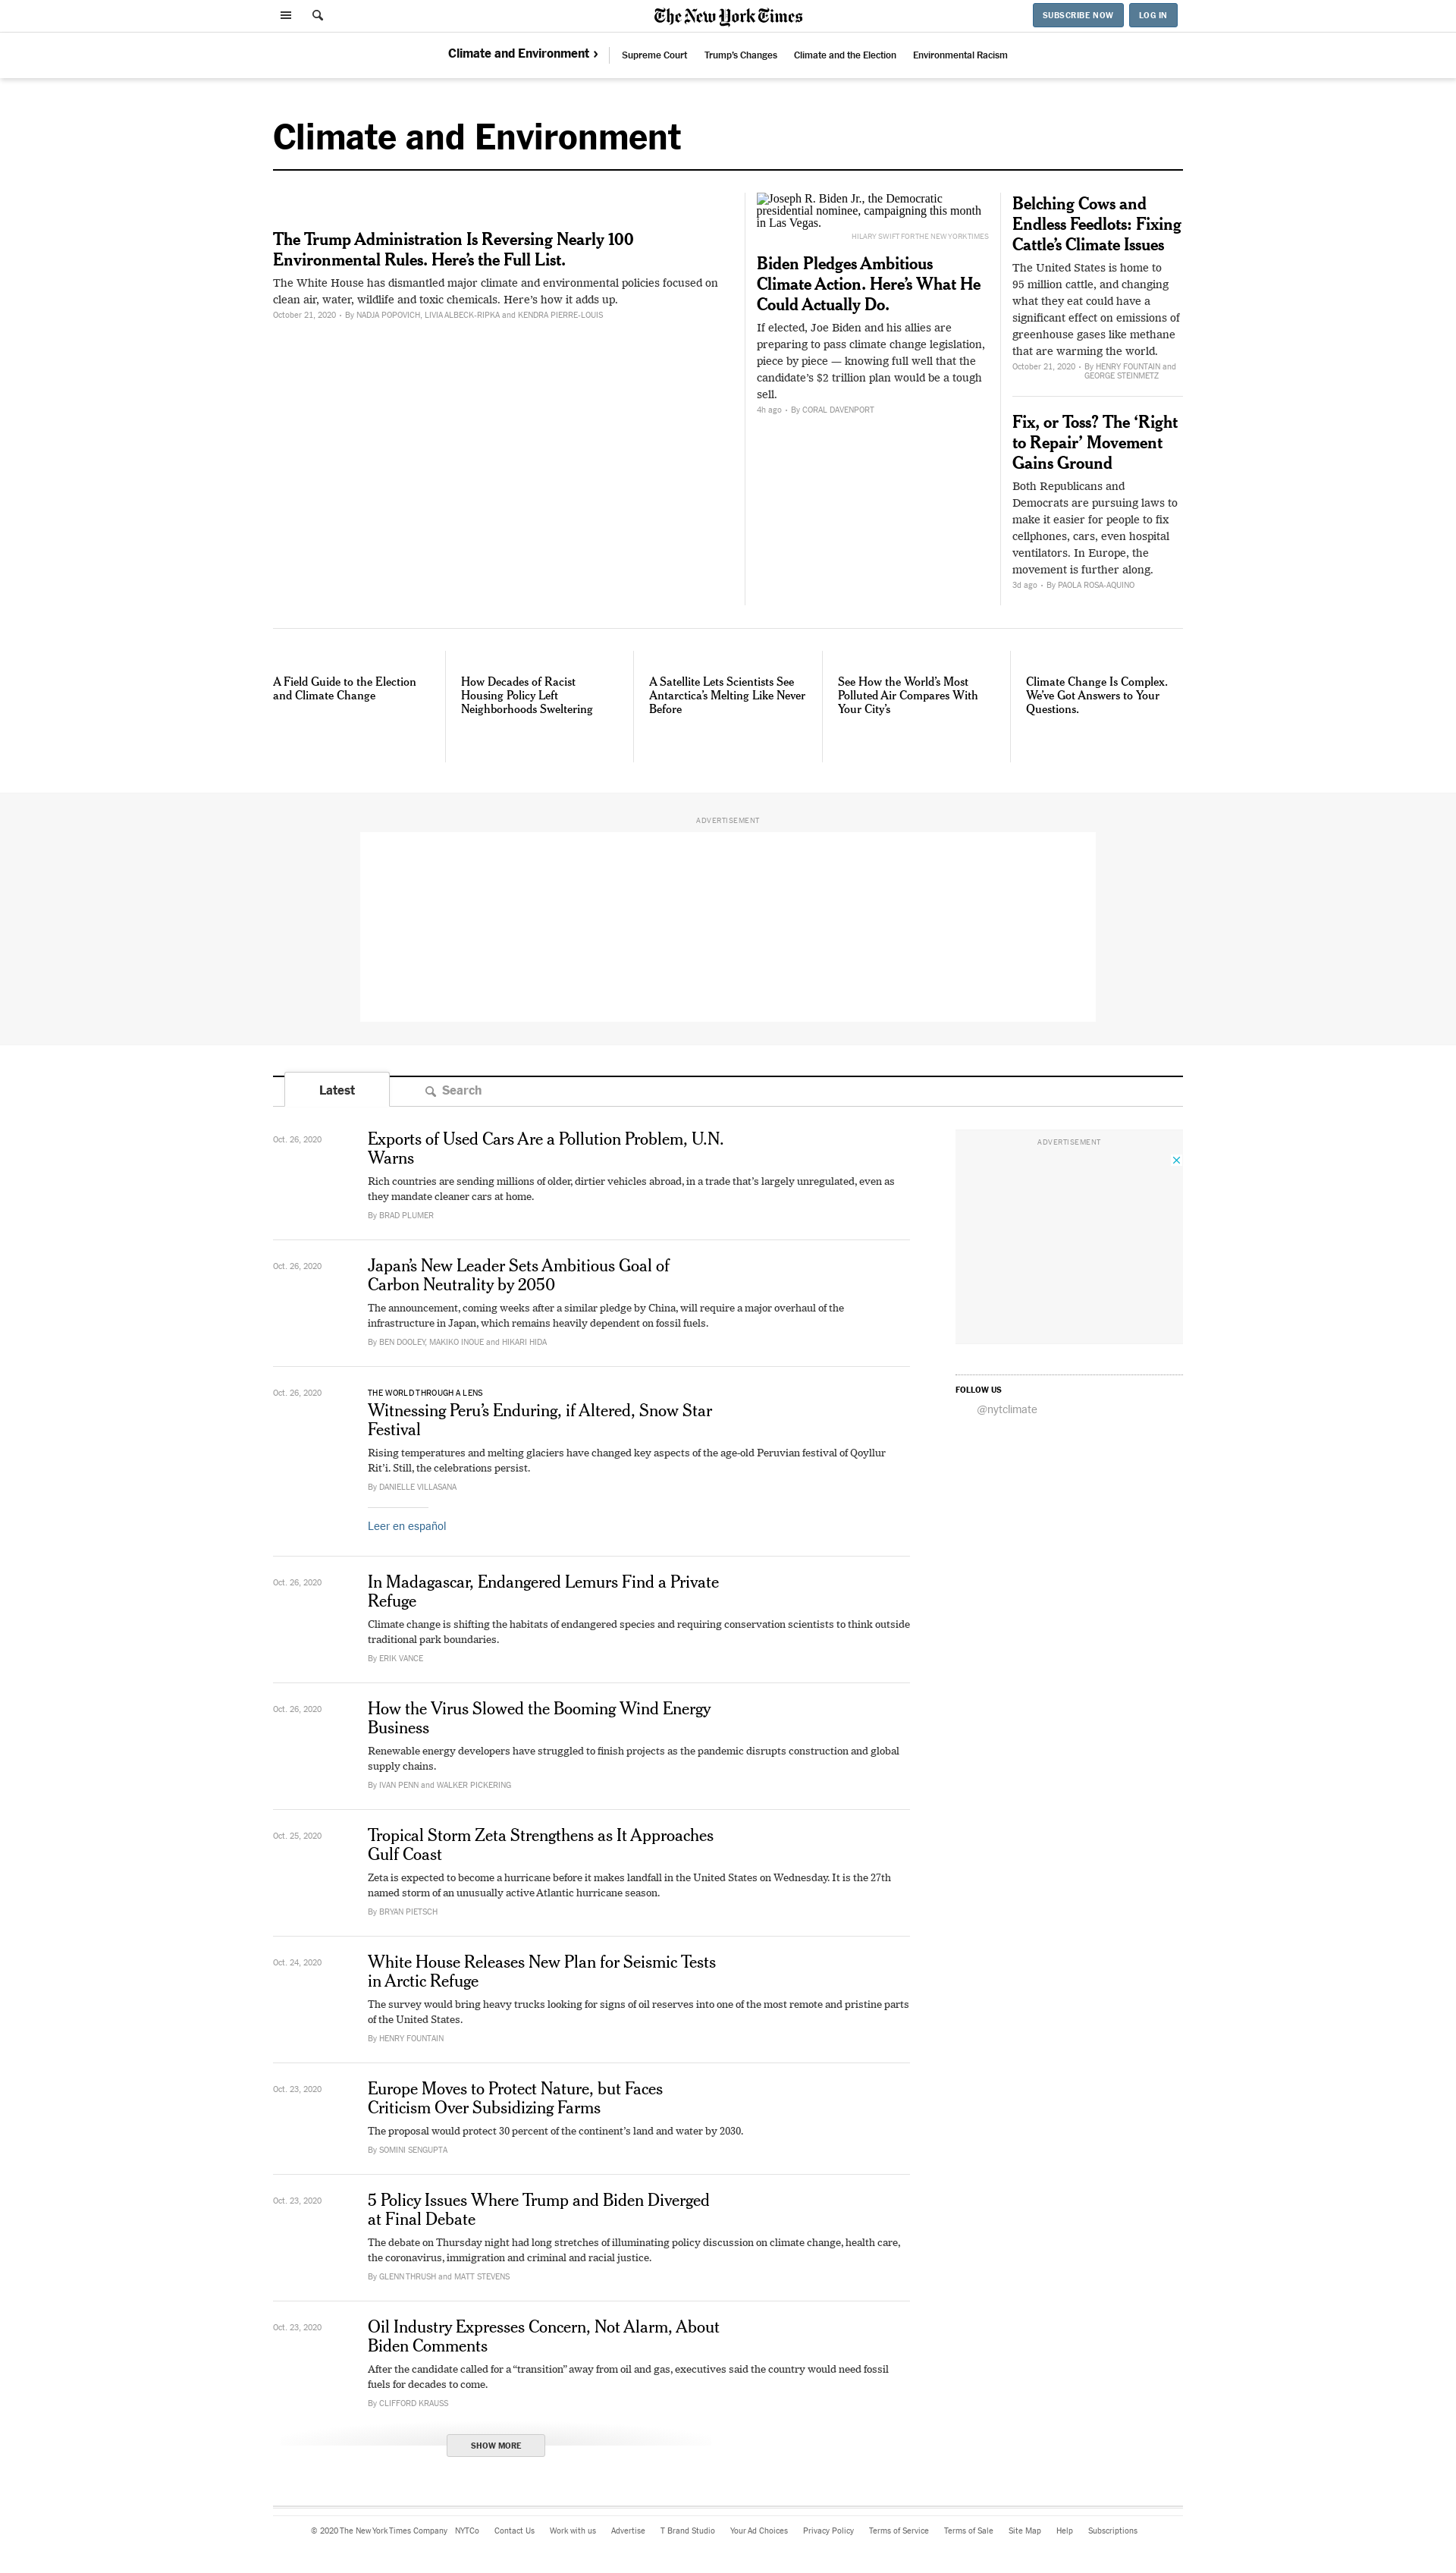 The New York Times
SUBSCRIBE NOW
LOG IN
Climate and Environment ›
Supreme Court
Trump's Changes
Climate and the Election
Environmental Racism
Climate and Environment
The Trump Administration Is Reversing Nearly 100
Environmental Rules. Here's the Full List.
The White House has dismantled major climate and environmental policies focused on
clean air, water, wildlife and toxic chemicals. Here's how it adds up.
October 21, 2020 • By NADJA POPOVICH, LIVIA ALBECK-RIPKA and KENDRA PIERRE-LOUIS
Joseph R. Biden Jr., the Democratic
presidential nominee, campaigning this month
in Las Vegas.
HILARY SWIFT FOR THE NEW YORK TIMES
Biden Pledges Ambitious
Climate Action. Here's What He
Could Actually Do.
If elected, Joe Biden and his allies are
preparing to pass climate change legislation,
piece by piece — knowing full well that the
candidate's $2 trillion plan would be a tough
sell.
4h ago • By CORAL DAVENPORT
Belching Cows and
Endless Feedlots: Fixing
Cattle's Climate Issues
The United States is home to
95 million cattle, and changing
what they eat could have a
significant effect on emissions of
greenhouse gases like methane
that are warming the world.
October 21, 2020 • By HENRY FOUNTAIN and
GEORGE STEINMETZ
Fix, or Toss? The 'Right
to Repair' Movement
Gains Ground
Both Republicans and
Democrats are pursuing laws to
make it easier for people to fix
cellphones, cars, even hospital
ventilators. In Europe, the
movement is further along.
3d ago • By PAOLA ROSA-AQUINO
A Field Guide to the Election
and Climate Change
How Decades of Racist
Housing Policy Left
Neighborhoods Sweltering
A Satellite Lets Scientists See
Antarctica's Melting Like Never
Before
See How the World's Most
Polluted Air Compares With
Your City's
Climate Change Is Complex.
We've Got Answers to Your
Questions.
ADVERTISEMENT
Latest
Search
Oct. 26, 2020
Exports of Used Cars Are a Pollution Problem, U.N.
Warns
Rich countries are sending millions of older, dirtier vehicles abroad, in a trade that's largely unregulated, even as
they mandate cleaner cars at home.
By BRAD PLUMER
ADVERTISEMENT
Oct. 26, 2020
Japan's New Leader Sets Ambitious Goal of
Carbon Neutrality by 2050
The announcement, coming weeks after a similar pledge by China, will require a major overhaul of the
infrastructure in Japan, which remains heavily dependent on fossil fuels.
By BEN DOOLEY, MAKIKO INOUE and HIKARI HIDA
FOLLOW US
@nytclimate
Oct. 26, 2020
THE WORLD THROUGH A LENS
Witnessing Peru's Enduring, if Altered, Snow Star
Festival
Rising temperatures and melting glaciers have changed key aspects of the age-old Peruvian festival of Qoyllur
Rit'i. Still, the celebrations persist.
By DANIELLE VILLASANA
Leer en español
Oct. 26, 2020
In Madagascar, Endangered Lemurs Find a Private
Refuge
Climate change is shifting the habitats of endangered species and requiring conservation scientists to think outside
traditional park boundaries.
By ERIK VANCE
Oct. 26, 2020
How the Virus Slowed the Booming Wind Energy
Business
Renewable energy developers have struggled to finish projects as the pandemic disrupts construction and global
supply chains.
By IVAN PENN and WALKER PICKERING
Oct. 25, 2020
Tropical Storm Zeta Strengthens as It Approaches
Gulf Coast
Zeta is expected to become a hurricane before it makes landfall in the United States on Wednesday. It is the 27th
named storm of an unusually active Atlantic hurricane season.
By BRYAN PIETSCH
Oct. 24, 2020
White House Releases New Plan for Seismic Tests
in Arctic Refuge
The survey would bring heavy trucks looking for signs of oil reserves into one of the most remote and pristine parts
of the United States.
By HENRY FOUNTAIN
Oct. 23, 2020
Europe Moves to Protect Nature, but Faces
Criticism Over Subsidizing Farms
The proposal would protect 30 percent of the continent's land and water by 2030.
By SOMINI SENGUPTA
Oct. 23, 2020
5 Policy Issues Where Trump and Biden Diverged
at Final Debate
The debate on Thursday night had long stretches of illuminating policy discussion on climate change, health care,
the coronavirus, immigration and criminal and racial justice.
By GLENN THRUSH and MATT STEVENS
Oct. 23, 2020
Oil Industry Expresses Concern, Not Alarm, About
Biden Comments
After the candidate called for a “transition” away from oil and gas, executives said the country would need fossil
fuels for decades to come.
By CLIFFORD KRAUSS
SHOW MORE
© 2020 The New York Times Company NYTCo Contact Us Work with us Advertise T Brand Studio Your Ad Choices Privacy Policy Terms of Service Terms of Sale Site Map Help Subscriptions